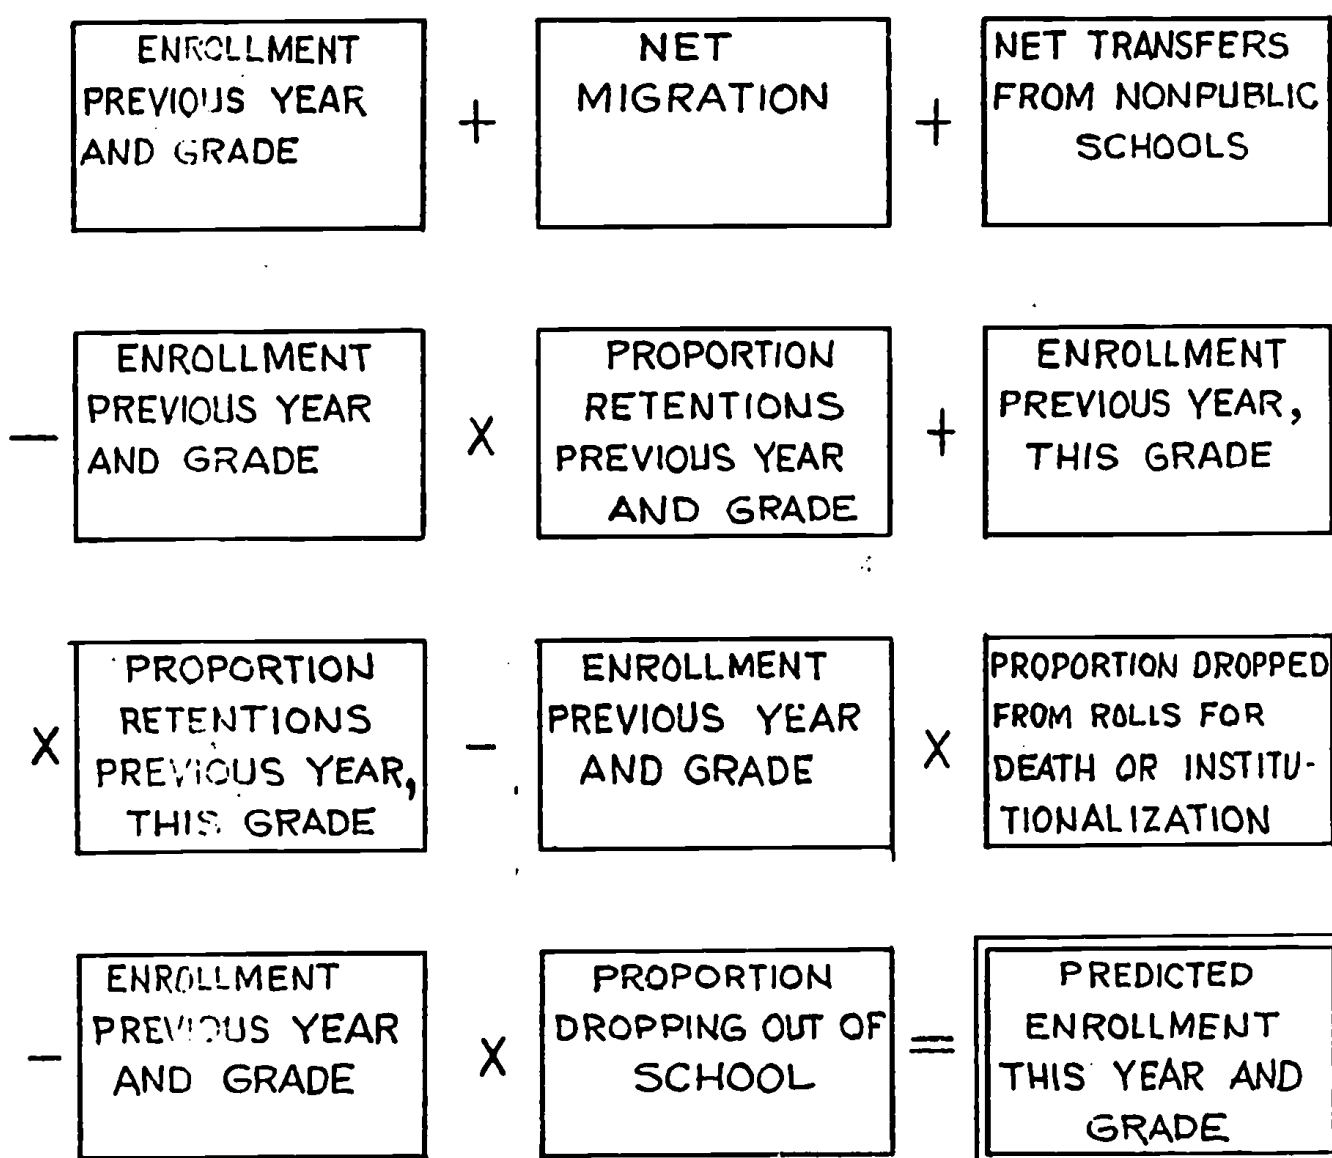 ENROLLMENT
PREVIOUS YEAR
AND GRADE
+
NET
MIGRATION
+
NET TRANSFERS
FROM NONPUBLIC
SCHOOLS
−
ENROLLMENT
PREVIOUS YEAR
AND GRADE
X
PROPORTION
RETENTIONS
PREVIOUS YEAR
AND GRADE
+
ENROLLMENT
PREVIOUS YEAR,
THIS GRADE
X
PROPORTION
RETENTIONS
PREVIOUS YEAR,
THIS GRADE
-
ENROLLMENT
PREVIOUS YEAR
AND GRADE
X
PROPORTION DROPPED
FROM ROLLS FOR
DEATH OR INSTITU-
TIONALIZATION
-
ENROLLMENT
PREVIOUS YEAR
AND GRADE
X
PROPORTION
DROPPING OUT OF
SCHOOL
=
PREDICTED
ENROLLMENT
THIS YEAR AND
GRADE